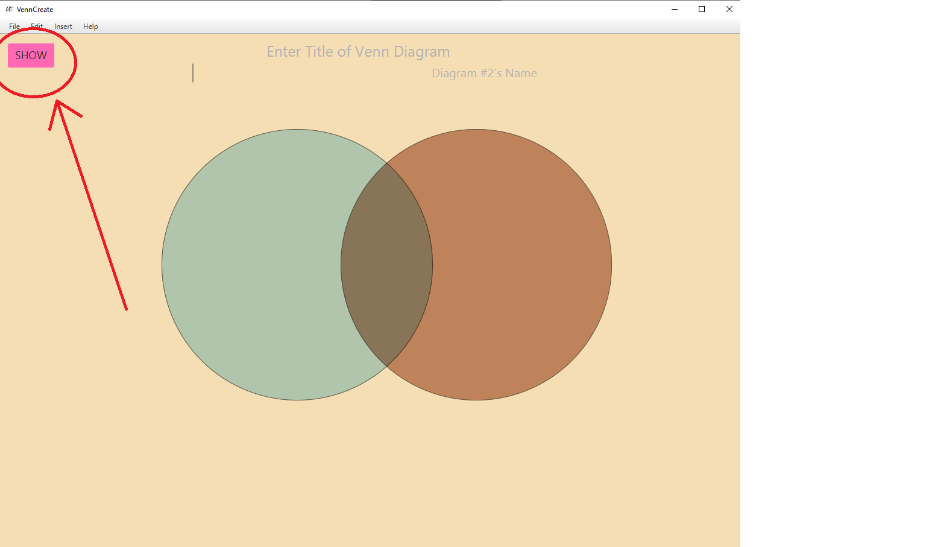 VennCreate
File Edit Insert Help
SHOW
Enter Title of Venn Diagram
Diagram #2's Name